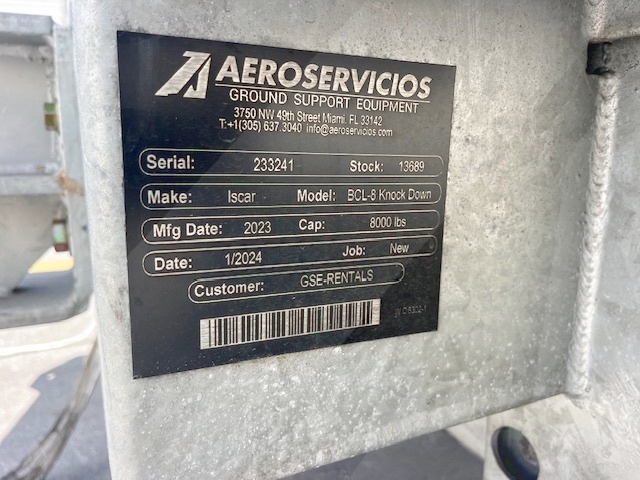 AEROSERVICIOS
GROUND SUPPORT EQUIPMENT
3750 NW 49th Street Miami, FL 33142
T:+1(305) 637.3040 info@aeroservicios.com
Serial: 233241 Stock: 13689
Make: Iscar Model: BCL-8 Knock Down
Mfg Date: 2023 Cap: 8000 lbs
Date: 1/2024 Job: New
Customer: GSE-RENTALS